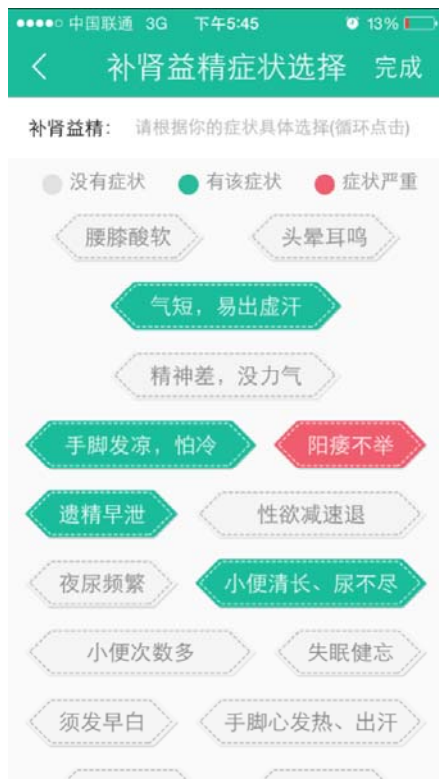 中国联通 3G 下午5:45 13%
补肾益精症状选择 完成
补肾益精： 请根据你的症状具体选择(循环点击)
没有症状 有该症状 症状严重
腰膝酸软 头晕耳鸣
气短，易出虚汗
精神差，没力气
手脚发凉，怕冷 阳痿不举
遗精早泄 性欲减速退
夜尿频繁 小便清长、尿不尽
小便次数多 失眠健忘
须发早白 手脚心发热、出汗